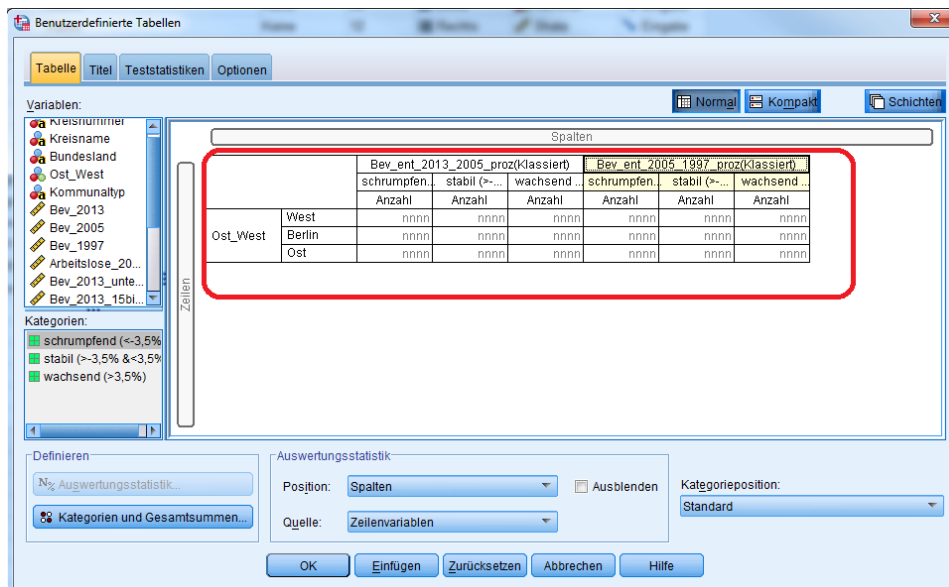 Benutzerdefinierte Tabellen
Tabelle Titel Teststatistiken Optionen
Variablen:
Normal Kompakt Schichten
Kreisnummer
Kreisname
Bundesland
Ost_West
Kommunaltyp
Bev_2013
Bev_2005
Bev_1997
Arbeitslose_20...
Bev_2013_unte...
Bev_2013_15bi...
Spalten
Zeilen
Bev_ent_2013_2005_proz(Klassiert) Bev_ent_2005_1997_proz(Klassiert)
schrumpfen... stabil (>-... wachsend ... schrumpfen... stabil (>-... wachsend ...
Anzahl Anzahl Anzahl Anzahl Anzahl Anzahl
Ost_West
West nnnn nnnn nnnn nnnn nnnn nnnn
Berlin nnnn nnnn nnnn nnnn nnnn nnnn
Ost nnnn nnnn nnnn nnnn nnnn nnnn
Kategorien:
schrumpfend (<-3,5%
stabil (>-3,5% &<3,5%
wachsend (>3,5%)
Definieren
N% Auswertungsstatistik...
Kategorien und Gesamtsummen...
Auswertungsstatistik
Position: Spalten Ausblenden
Quelle: Zeilenvariablen
Kategorieposition:
Standard
OK Einfügen Zurücksetzen Abbrechen Hilfe